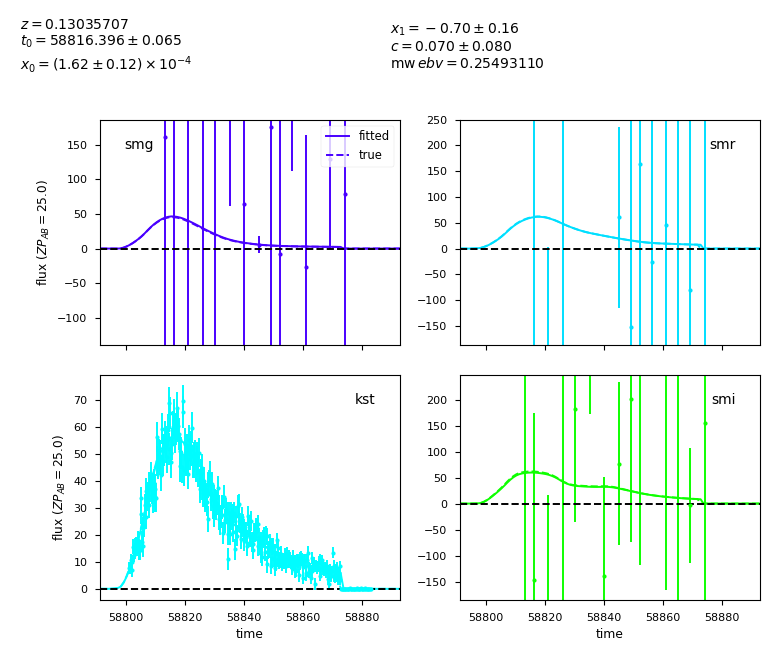 z = 0.13035707
t0 = 58816.396 ± 0.065
x0 = (1.62 ± 0.12) × 10^−4
x1 = −0.70 ± 0.16
c = 0.070 ± 0.080
mwebv = 0.25493110
smg
fitted
true
150
100
50
0
−50
−100
flux (ZP_AB = 25.0)
smr
250
200
150
100
50
0
−50
−100
−150
kst
70
60
50
40
30
20
10
0
flux (ZP_AB = 25.0)
58800 58820 58840 58860 58880
time
smi
200
150
100
50
0
−50
−100
−150
58800 58820 58840 58860 58880
time